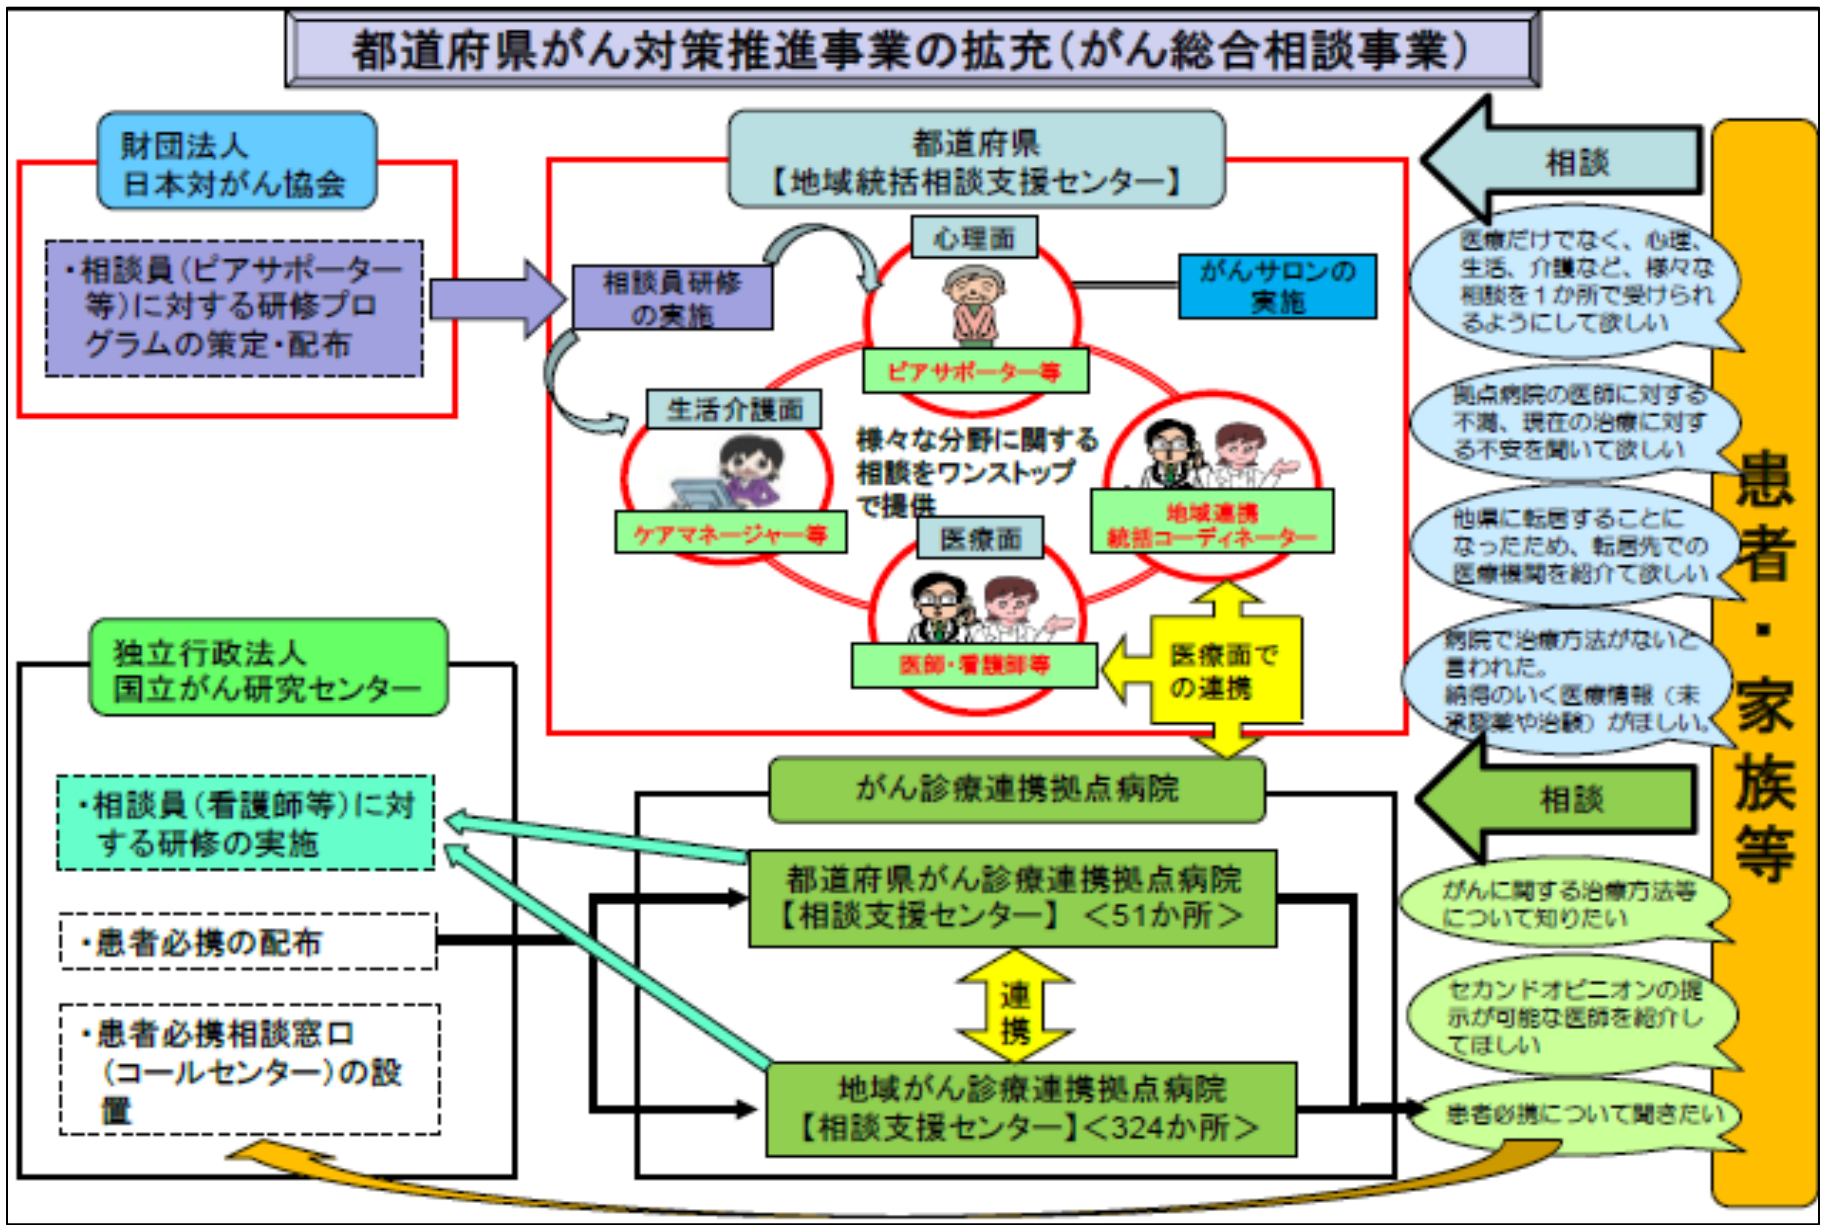 都道府県がん対策推進事業の拡充(がん総合相談事業)
財団法人
日本対がん協会
・相談員(ピアサポーター
等)に対する研修プロ
グラムの策定・配布
都道府県
【地域統括相談支援センター】
相談員研修
の実施
心理面
ピアサポーター等
がんサロンの
実施
生活介護面
ケアマネージャー等
様々な分野に関する
相談をワンストップ
で提供
地域連携
統括コーディネーター
医療面
医師・看護師等
医療面で
の連携
独立行政法人
国立がん研究センター
・相談員(看護師等)に対
する研修の実施
・患者必携の配布
・患者必携相談窓口
(コールセンター)の設
置
がん診療連携拠点病院
都道府県がん診療連携拠点病院
【相談支援センター】 <51か所>
連
携
地域がん診療連携拠点病院
【相談支援センター】<324か所>
相談
医療だけでなく、心理、
生活、介護など、様々な
相談を1か所で受けられ
るようにして欲しい
拠点病院の医師に対する
不満、現在の治療に対す
る不安を聞いて欲しい
他県に転居することに
なったため、転居先での
医療機関を紹介て欲しい
病院で治療方法がないと
言われた。
納得のいく医療情報(未
承認薬や治験)がほしい。
相談
がんに関する治療方法等
について知りたい
セカンドオピニオンの提
示が可能な医師を紹介し
てほしい
患者必携について聞きたい
患者・家族等